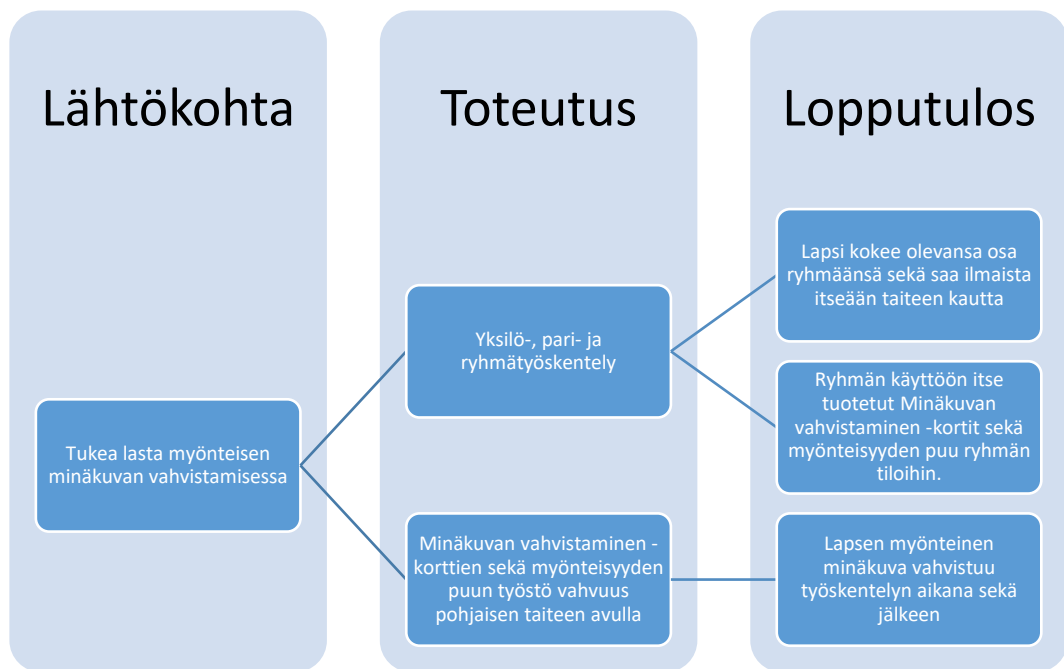 Lähtökohta
Toteutus
Lopputulos
Tukea lasta myönteisen
minäkuvan vahvistamisessa
Yksilö-, pari- ja
ryhmätyöskentely
Minäkuvan vahvistaminen -
korttien sekä myönteisyyden
puun työstö vahvuus
pohjaisen taiteen avulla
Lapsi kokee olevansa osa
ryhmäänsä sekä saa ilmaista
itseään taiteen kautta
Ryhmän käyttöön itse
tuotetut Minäkuvan
vahvistaminen -kortit sekä
myönteisyyden puu ryhmän
tiloihin.
Lapsen myönteinen
minäkuva vahvistuu
työskentelyn aikana sekä
jälkeen